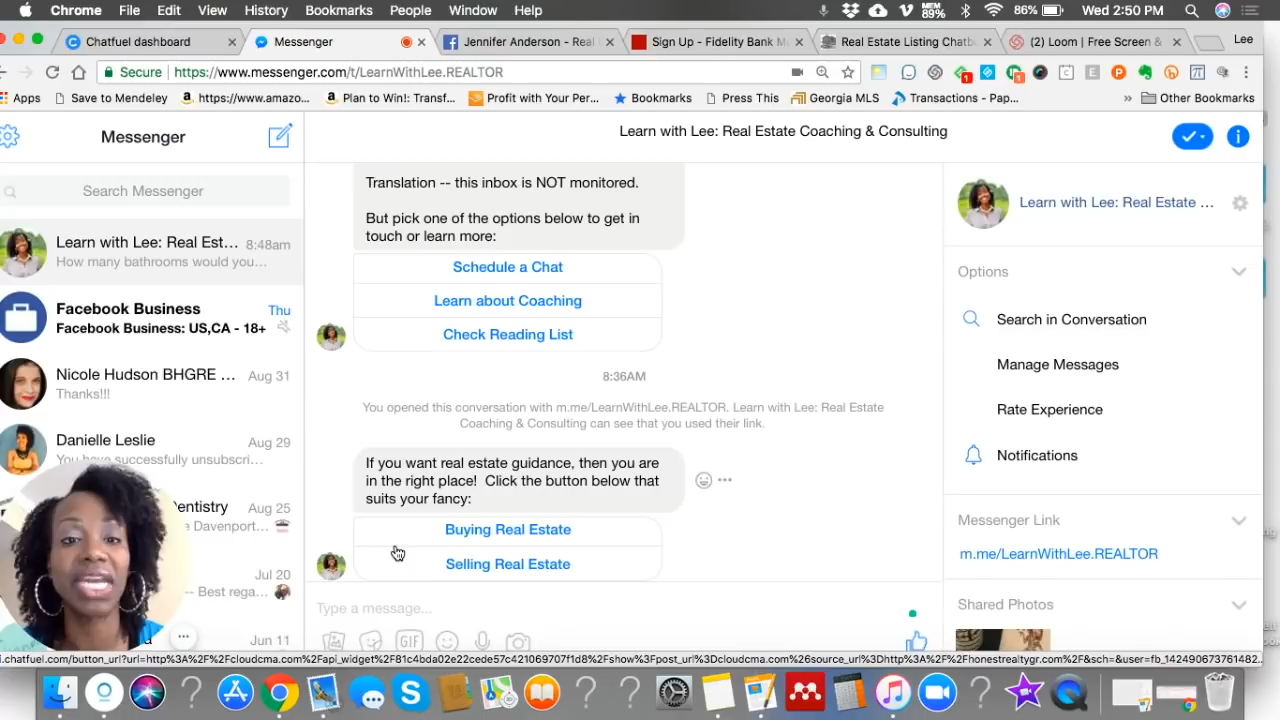 Chrome File Edit View History Bookmarks People Window Help MEM 89% 86% Wed 2:50 PM
Chatfuel dashboard Messenger Jennifer Anderson - Real Sign Up - Fidelity Bank M Real Estate Listing Chatb (2) Loom | Free Screen & Lee
Secure https://www.messenger.com/t/LearnWithLee.REALTOR
Apps Save to Mendeley https://www.amazo... Plan to Win!: Transf... Profit with Your Per... Bookmarks Press This Georgia MLS Transactions - Pap... » Other Bookmarks
Messenger
Search Messenger
Learn with Lee: Real Est... 8:48am
How many bathrooms would you...
Facebook Business Thu
Facebook Business: US,CA - 18+
Nicole Hudson BHGRE ... Aug 31
Thanks!!!
Danielle Leslie Aug 29
You have successfully unsubscri...
entistry Aug 25
e Davenport...
Jul 20
-- Best rega...
Jun 11
Learn with Lee: Real Estate Coaching & Consulting
Translation -- this inbox is NOT monitored.
But pick one of the options below to get in
touch or learn more:
Schedule a Chat
Learn about Coaching
Check Reading List
8:36AM
You opened this conversation with m.me/LearnWithLee.REALTOR. Learn with Lee: Real Estate
Coaching & Consulting can see that you used their link.
If you want real estate guidance, then you are
in the right place! Click the button below that
suits your fancy:
Buying Real Estate
Selling Real Estate
Type a message...
GIF
Learn with Lee: Real Estate ...
Options
Search in Conversation
Manage Messages
Rate Experience
Notifications
Messenger Link
m.me/LearnWithLee.REALTOR
Shared Photos